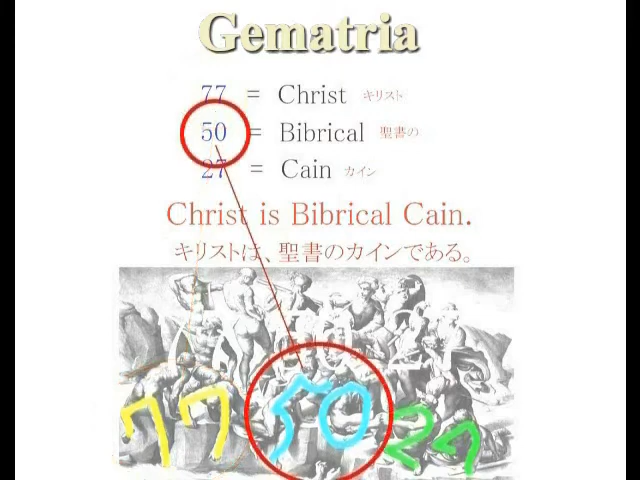 Gematria
77 = Christ キリスト
50 = Bibrical 聖書の
27 = Cain カイン
Christ is Bibrical Cain.
キリストは、聖書のカインである。
77 50 27